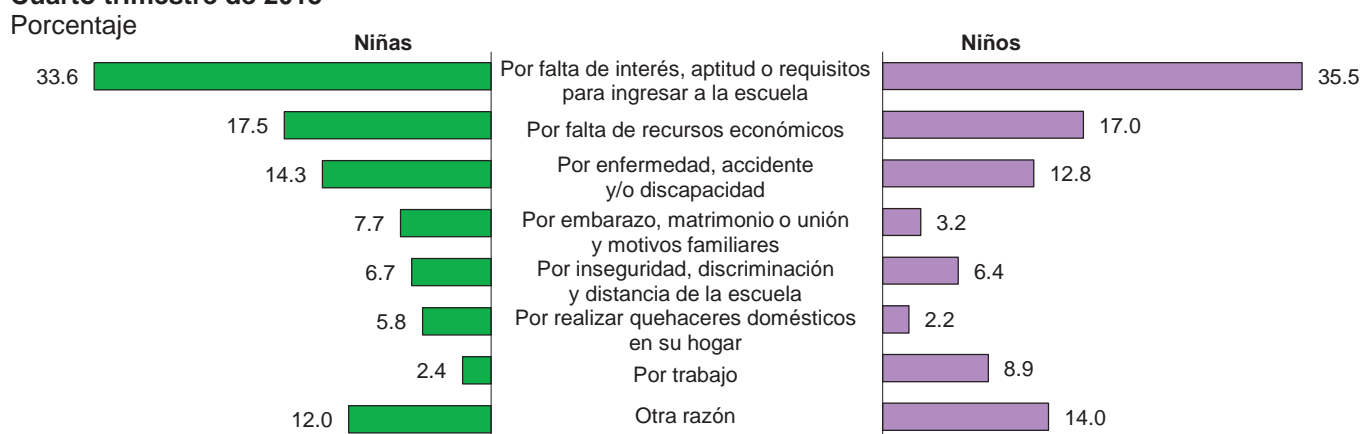 Porcentaje
Niñas
Niños
33.6
Por falta de interés, aptitud o requisitos
para ingresar a la escuela
35.5
17.5
Por falta de recursos económicos
17.0
14.3
Por enfermedad, accidente
y/o discapacidad
12.8
7.7
Por embarazo, matrimonio o unión
y motivos familiares
3.2
6.7
Por inseguridad, discriminación
y distancia de la escuela
6.4
5.8
Por realizar quehaceres domésticos
en su hogar
2.2
2.4
Por trabajo
8.9
12.0
Otra razón
14.0